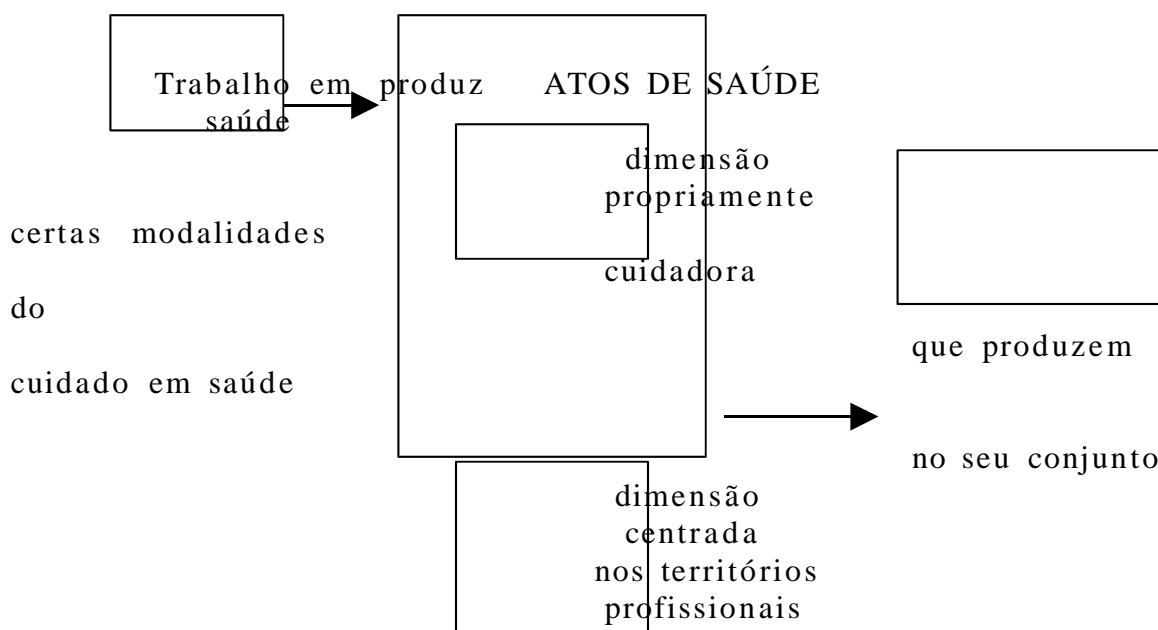 Trabalho em produz ATOS DE SAÚDE
saúde
dimensão
propriamente
certas modalidades
cuidadora
do
que produzem
cuidado em saúde
no seu conjunto
dimensão
centrada
nos territórios
profissionais